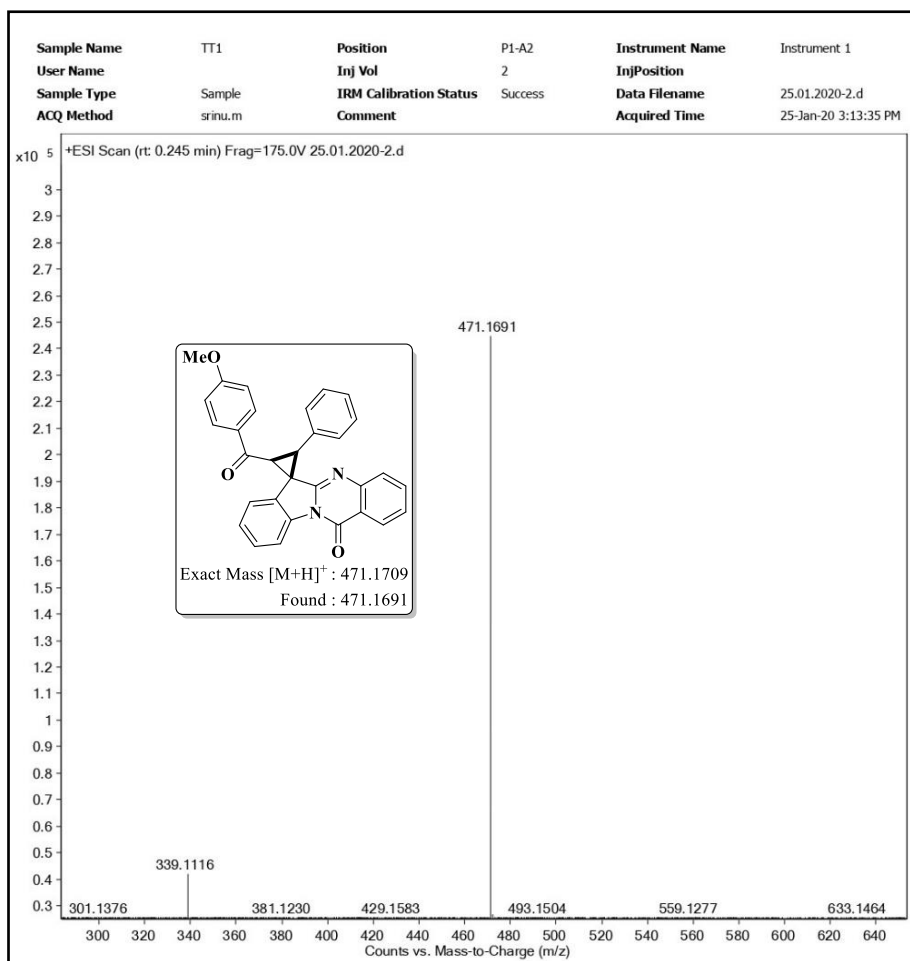 Sample Name TT1 Position P1-A2 Instrument Name Instrument 1
User Name Inj Vol 2 InjPosition
Sample Type Sample IRM Calibration Status Success Data Filename 25.01.2020-2.d
ACQ Method srinu.m Comment Acquired Time 25-Jan-20 3:13:35 PM
x10 5
+ESI Scan (rt: 0.245 min) Frag=175.0V 25.01.2020-2.d
3
2.9
2.8
2.7
2.6
2.5
2.4
2.3
2.2
2.1
2
1.9
1.8
1.7
1.6
1.5
1.4
1.3
1.2
1.1
1
0.9
0.8
0.7
0.6
0.5
0.4
0.3
471.1691
MeO
O
N
N
O
Exact Mass [M+H]+ : 471.1709
Found : 471.1691
339.1116
301.1376 381.1230 429.1583 493.1504 559.1277 633.1464
300 320 340 360 380 400 420 440 460 480 500 520 540 560 580 600 620 640
Counts vs. Mass-to-Charge (m/z)